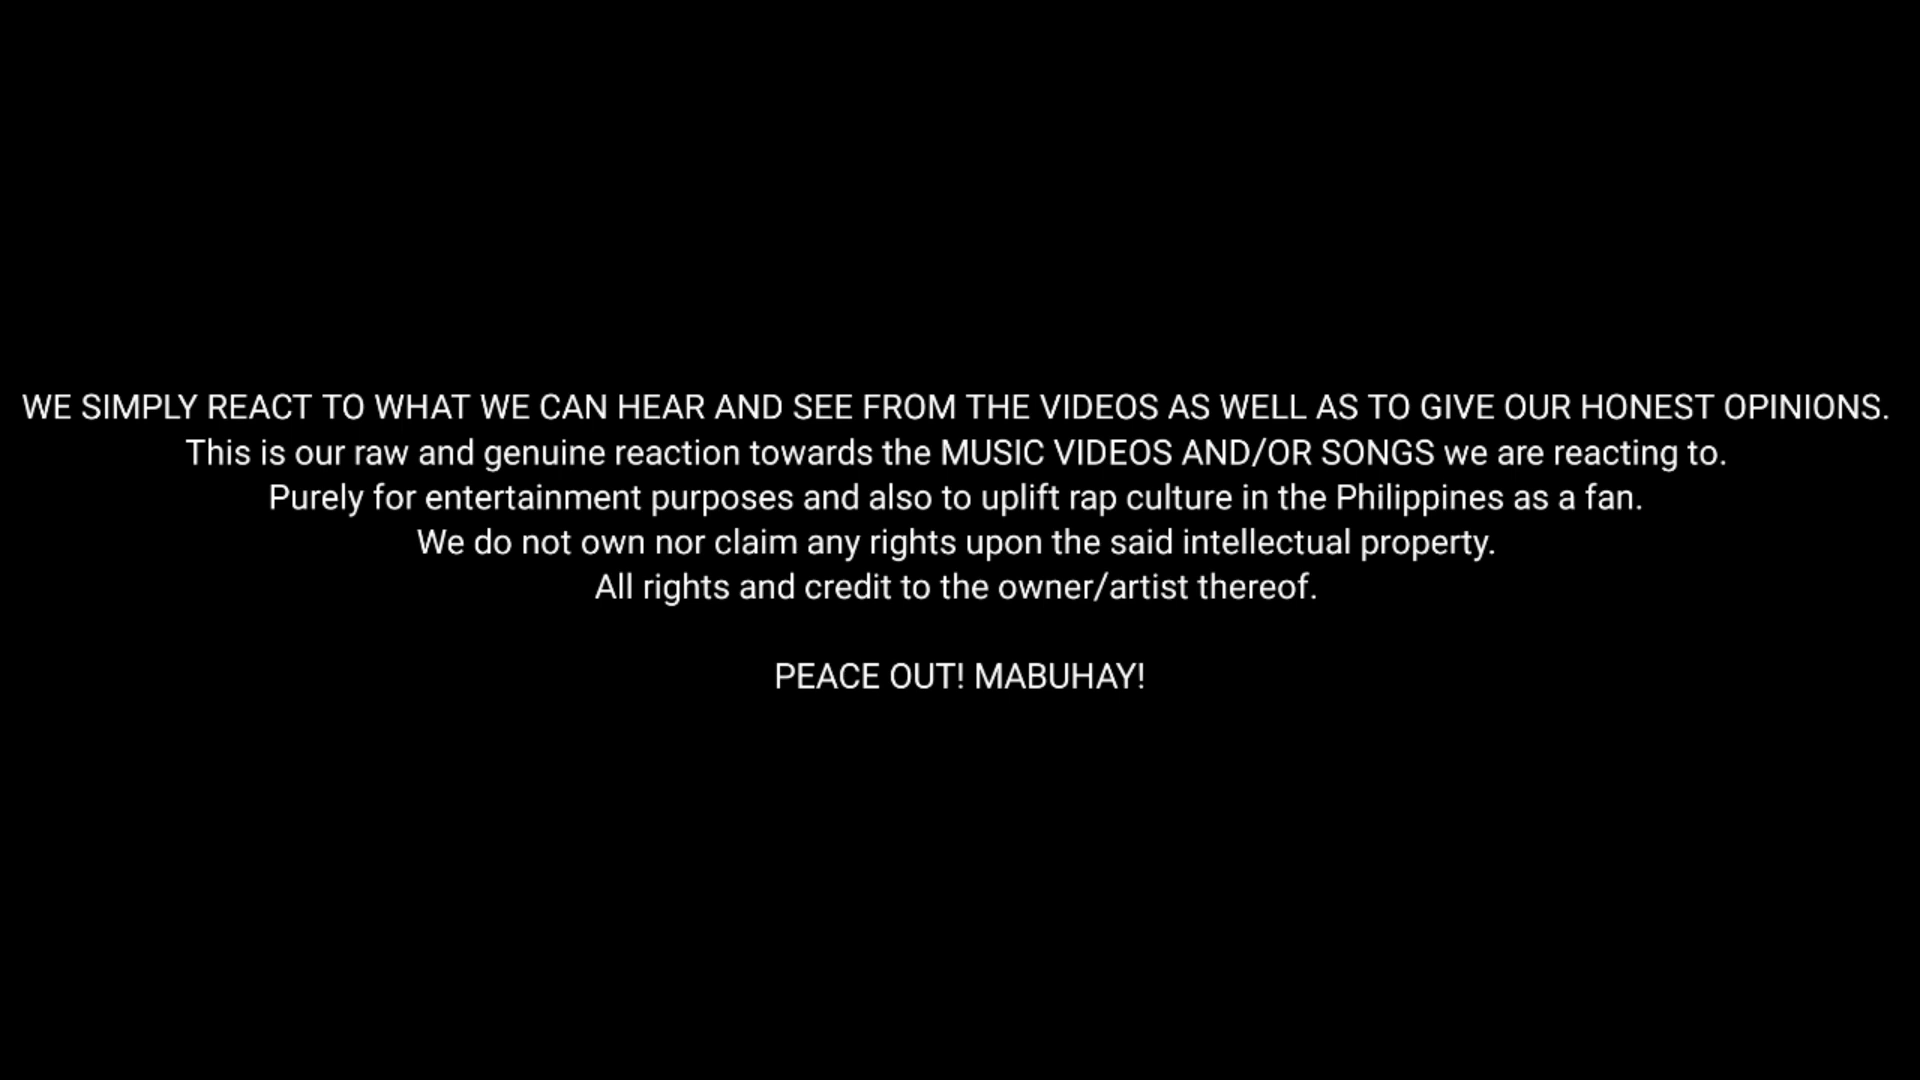 WE SIMPLY REACT TO WHAT WE CAN HEAR AND SEE FROM THE VIDEOS AS WELL AS TO GIVE OUR HONEST OPINIONS.
This is our raw and genuine reaction towards the MUSIC VIDEOS AND/OR SONGS we are reacting to.
Purely for entertainment purposes and also to uplift rap culture in the Philippines as a fan.
We do not own nor claim any rights upon the said intellectual property.
All rights and credit to the owner/artist thereof.
PEACE OUT! MABUHAY!